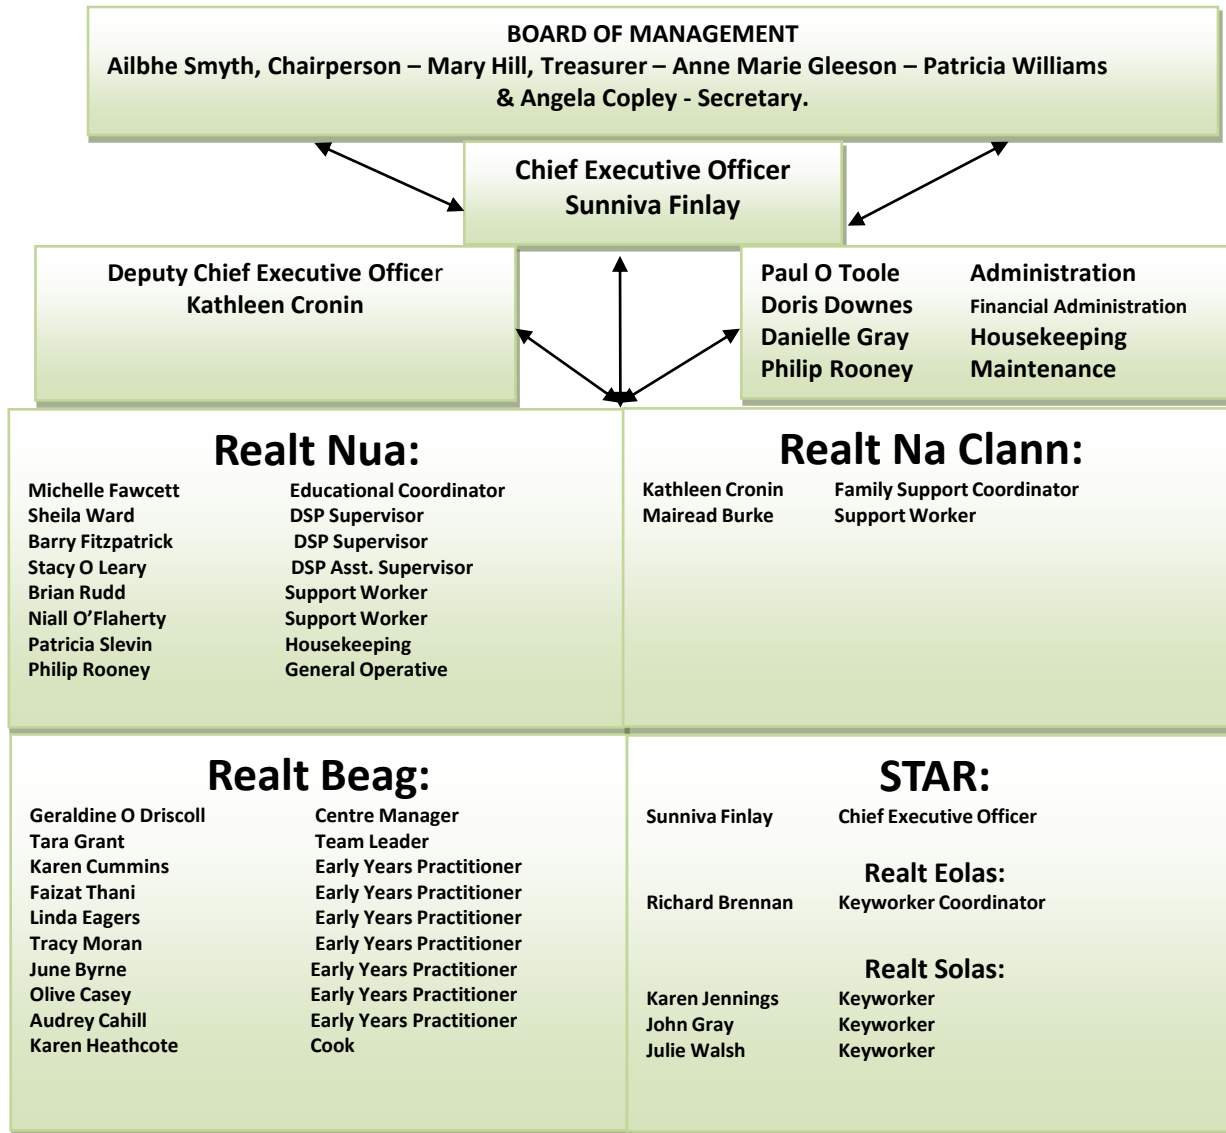 BOARD OF MANAGEMENT
Ailbhe Smyth, Chairperson – Mary Hill, Treasurer – Anne Marie Gleeson – Patricia Williams
& Angela Copley - Secretary.
Chief Executive Officer
Sunniva Finlay
Deputy Chief Executive Officer
Kathleen Cronin
Paul O Toole Administration
Doris Downes Financial Administration
Danielle Gray Housekeeping
Philip Rooney Maintenance
Realt Nua:
Michelle Fawcett Educational Coordinator
Sheila Ward DSP Supervisor
Barry Fitzpatrick DSP Supervisor
Stacy O Leary DSP Asst. Supervisor
Brian Rudd Support Worker
Niall O’Flaherty Support Worker
Patricia Slevin Housekeeping
Philip Rooney General Operative
Realt Na Clann:
Kathleen Cronin Family Support Coordinator
Mairead Burke Support Worker
Realt Beag:
Geraldine O Driscoll Centre Manager
Tara Grant Team Leader
Karen Cummins Early Years Practitioner
Faizat Thani Early Years Practitioner
Linda Eagers Early Years Practitioner
Tracy Moran Early Years Practitioner
June Byrne Early Years Practitioner
Olive Casey Early Years Practitioner
Audrey Cahill Early Years Practitioner
Karen Heathcote Cook
STAR:
Sunniva Finlay Chief Executive Officer
Realt Eolas:
Richard Brennan Keyworker Coordinator
Realt Solas:
Karen Jennings Keyworker
John Gray Keyworker
Julie Walsh Keyworker